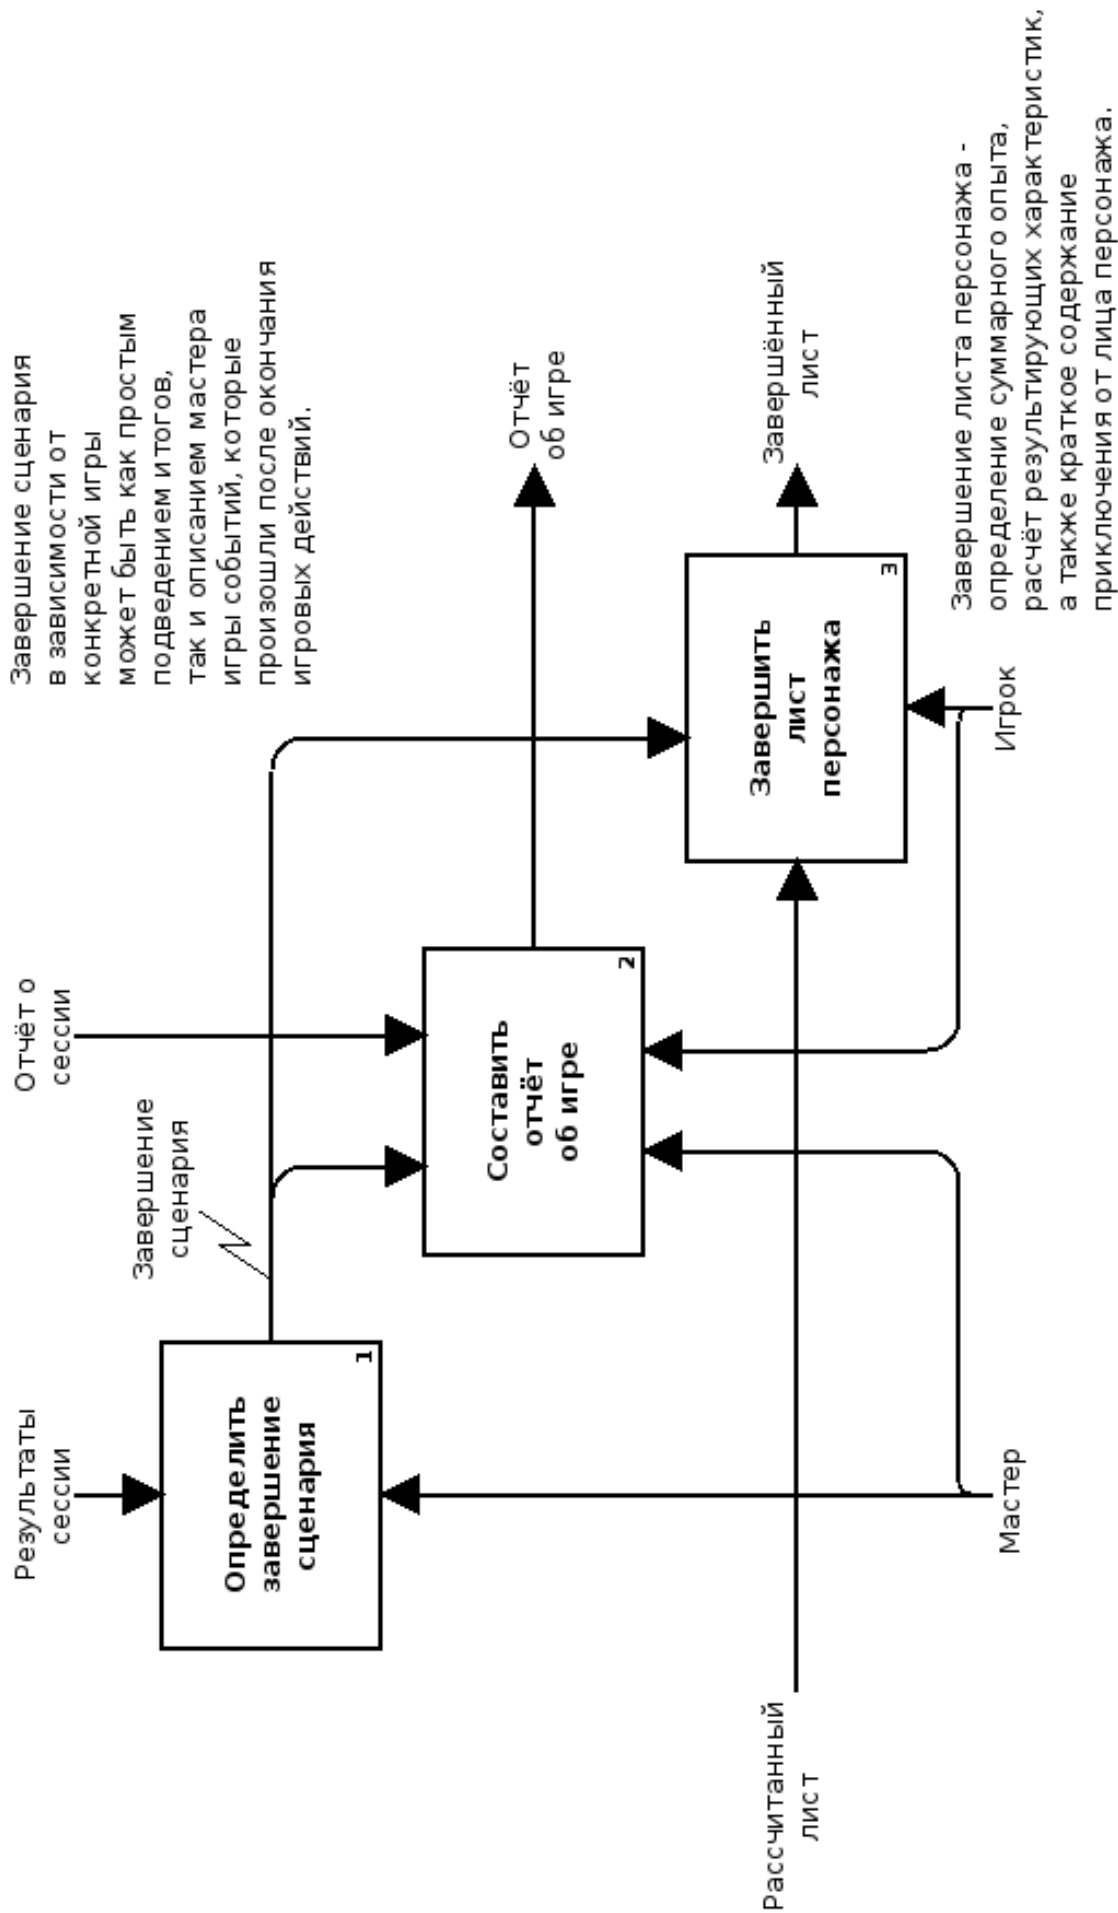 Результаты
сессии
Отчёт о
сессии
Завершение сценария
в зависимости от
конкретной игры
может быть как простым
подведением итогов,
так и описанием мастера
игры событий, которые
произошли после окончания
игровых действий.
Завершение
сценария
Определить
завершение
сценария
1
Составить
отчёт
об игре
2
Отчёт
об игре
Рассчитанный
лист
Завершить
лист
персонажа
3
Завершённый
лист
Мастер
Игрок
Завершение листа персонажа -
определение суммарного опыта,
расчёт результирующих характеристик,
а также краткое содержание
приключения от лица персонажа.